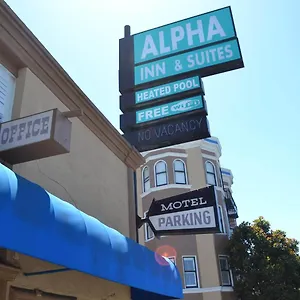 ALPHA
INN & SUITES
HEATED POOL
FREE
NO VACANCY
OFFICE
MOTEL
PARKING